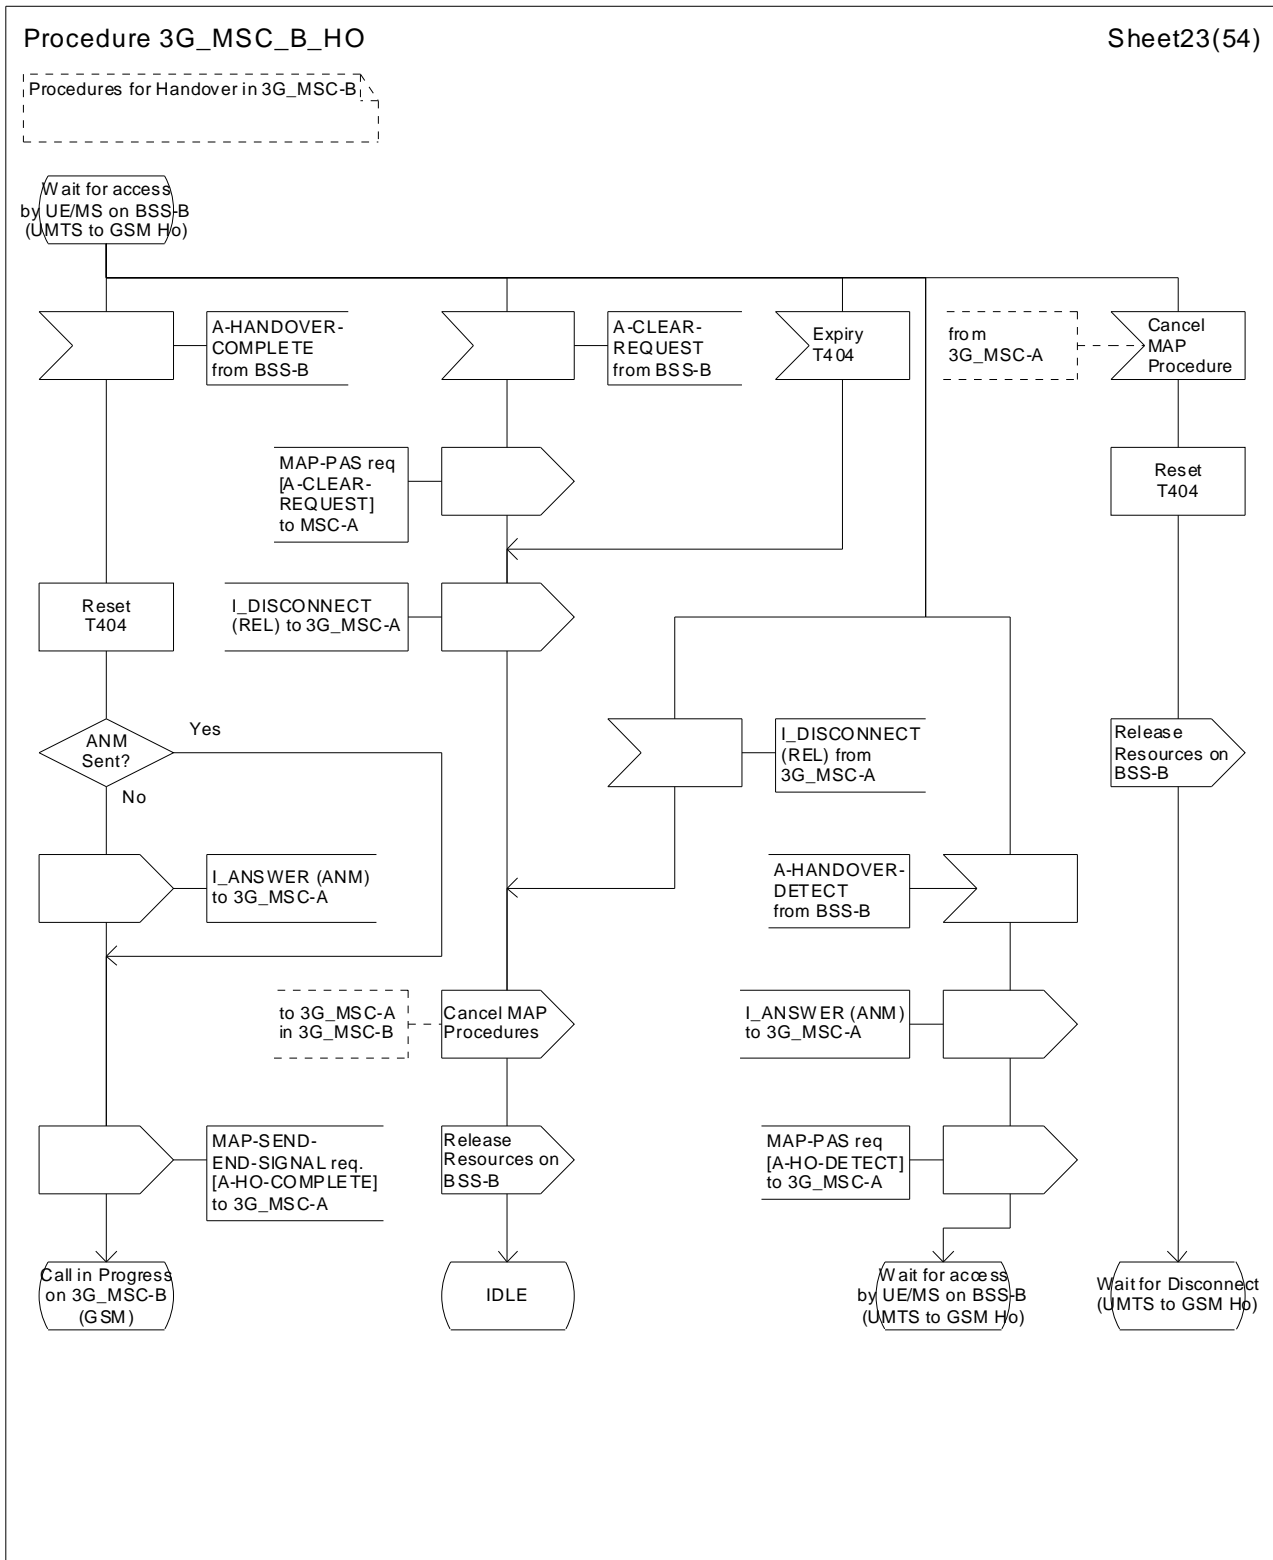 Procedure 3G_MSC_B_HO
Sheet23(54)
Procedures for Handover in 3G_MSC-B
Wait for access
by UE/MS on BSS-B
(UMTS to GSM Ho)
A-HANDOVER-
COMPLETE
from BSS-B
A-CLEAR-
REQUEST
from BSS-B
Expiry
T404
from
3G_MSC-A
Cancel
MAP
Procedure
MAP-PAS req
[A-CLEAR-
REQUEST]
to MSC-A
Reset
T404
Reset
T404
I_DISCONNECT
(REL) to 3G_MSC-A
ANM
Sent?
Yes
No
I_DISCONNECT
(REL) from
3G_MSC-A
Release
Resources on
BSS-B
I_ANSWER (ANM)
to 3G_MSC-A
A-HANDOVER-
DETECT
from BSS-B
to 3G_MSC-A
in 3G_MSC-B
Cancel MAP
Procedures
I_ANSWER (ANM)
to 3G_MSC-A
MAP-SEND-
END-SIGNAL req.
[A-HO-COMPLETE]
to 3G_MSC-A
Release
Resources on
BSS-B
MAP-PAS req
[A-HO-DETECT]
to 3G_MSC-A
Call in Progress
on 3G_MSC-B
(GSM)
IDLE
Wait for access
by UE/MS on BSS-B
(UMTS to GSM Ho)
Wait for Disconnect
(UMTS to GSM Ho)